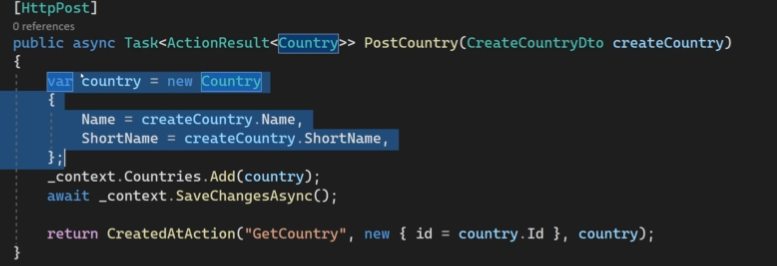 [HttpPost]
0 references
public async Task<ActionResult<Country>> PostCountry(CreateCountryDto createCountry)
{
var country = new Country
{
Name = createCountry.Name,
ShortName = createCountry.ShortName,
};
_context.Countries.Add(country);
await _context.SaveChangesAsync();
return CreatedAtAction("GetCountry", new { id = country.Id }, country);
}